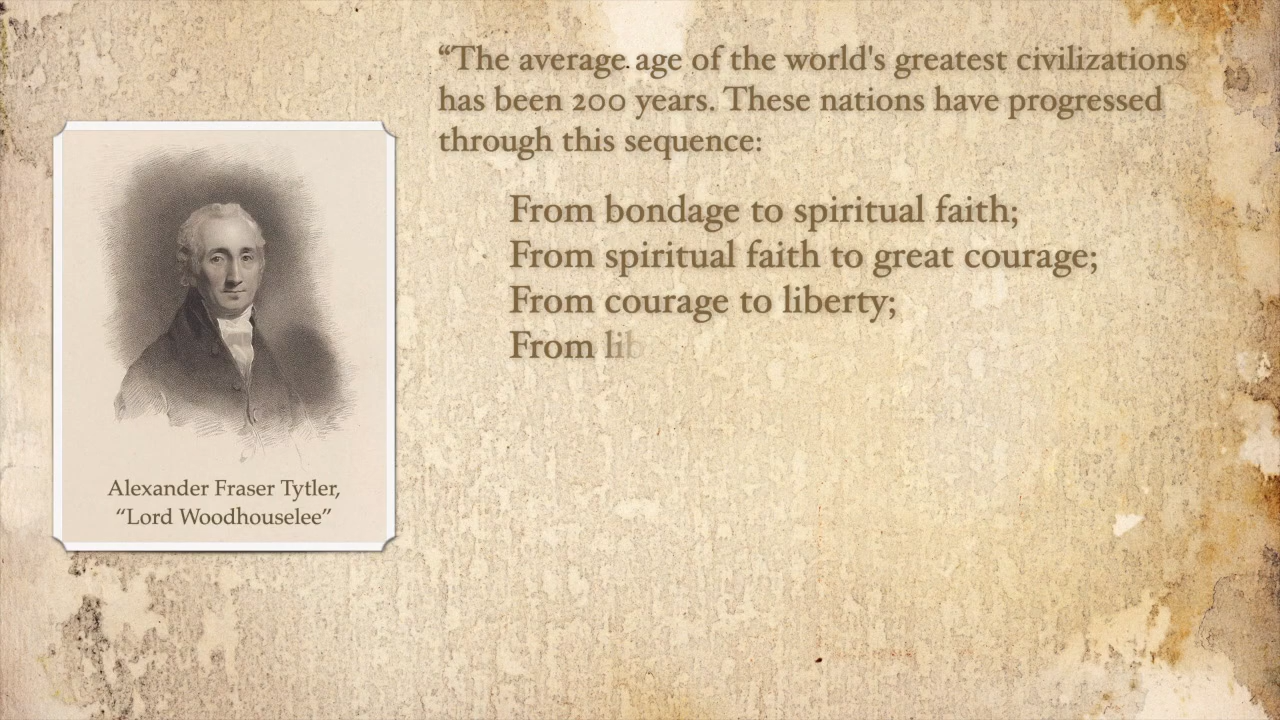 “The average age of the world's greatest civilizations
has been 200 years. These nations have progressed
through this sequence:
From bondage to spiritual faith;
From spiritual faith to great courage;
From courage to liberty;
From lib
Alexander Fraser Tytler,
“Lord Woodhouselee”